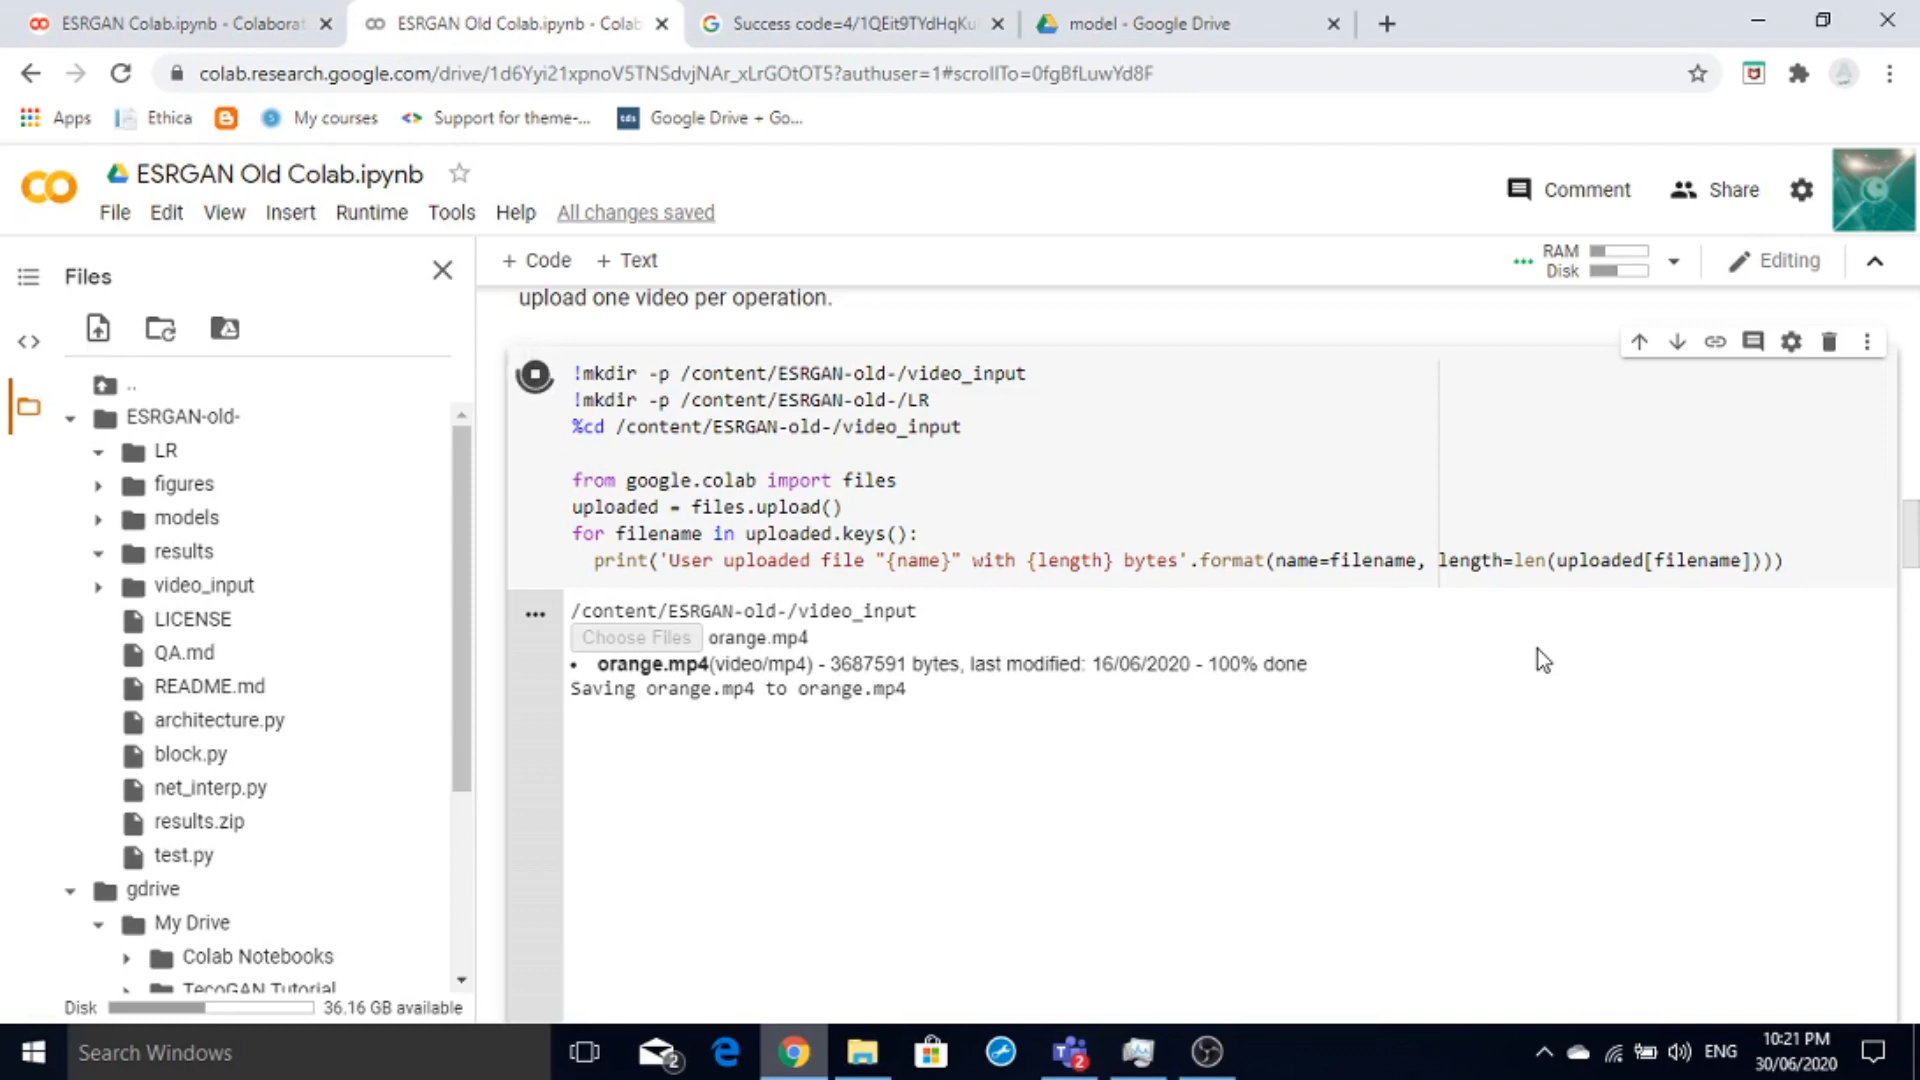 ESRGAN Colab.ipynb - Colaborat
ESRGAN Old Colab.ipynb - Colab
Success code=4/1QEit9TYdHqKu
model - Google Drive
colab.research.google.com/drive/1d6Yyi21xpnoV5TNSdvjNAr_xLrGOtOT5?authuser=1#scrollTo=0fgBfLuwYd8F
Apps
Ethica
My courses
Support for theme-...
tds
Google Drive + Go...
ESRGAN Old Colab.ipynb
Comment
Share
File
Edit
View
Insert
Runtime
Tools
Help
All changes saved
Files
+ Code
+ Text
RAM
Disk
Editing
upload one video per operation.
..
ESRGAN-old-
LR
figures
models
results
video_input
LICENSE
QA.md
README.md
architecture.py
block.py
net_interp.py
results.zip
test.py
gdrive
My Drive
Colab Notebooks
TecoGAN Tutorial
Disk
36.16 GB available
!mkdir -p /content/ESRGAN-old-/video_input
!mkdir -p /content/ESRGAN-old-/LR
%cd /content/ESRGAN-old-/video_input
from google.colab import files
uploaded = files.upload()
for filename in uploaded.keys():
print('User uploaded file "{name}" with {length} bytes'.format(name=filename, length=len(uploaded[filename])))
/content/ESRGAN-old-/video_input
Choose Files orange.mp4
• orange.mp4(video/mp4) - 3687591 bytes, last modified: 16/06/2020 - 100% done
Saving orange.mp4 to orange.mp4
Search Windows
2
2
ENG
10:21 PM
30/06/2020